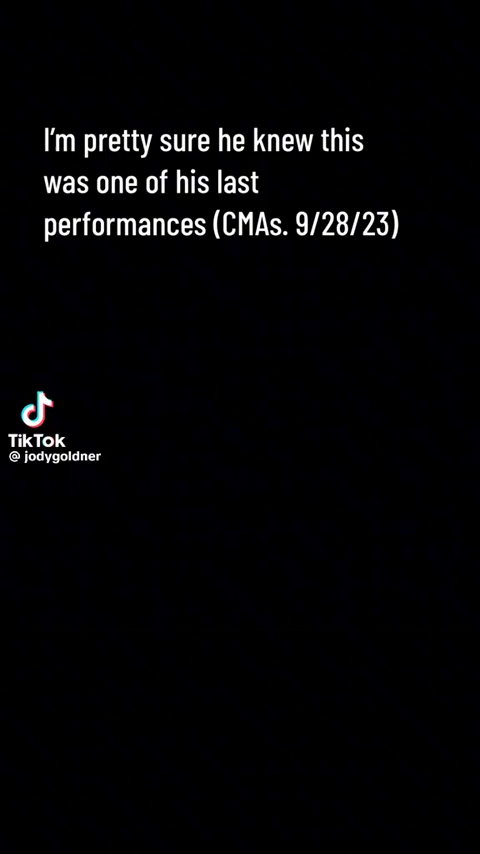 I'm pretty sure he knew this
was one of his last
performances (CMAs. 9/28/23)
TikTok
@ jodygoldner